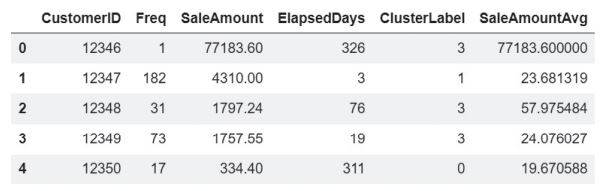 CustomerID Freq SaleAmount ElapsedDays ClusterLabel SaleAmountAvg
0 12346 1 77183.60 326 3 77183.600000
1 12347 182 4310.00 3 1 23.681319
2 12348 31 1797.24 76 3 57.975484
3 12349 73 1757.55 19 3 24.076027
4 12350 17 334.40 311 0 19.670588